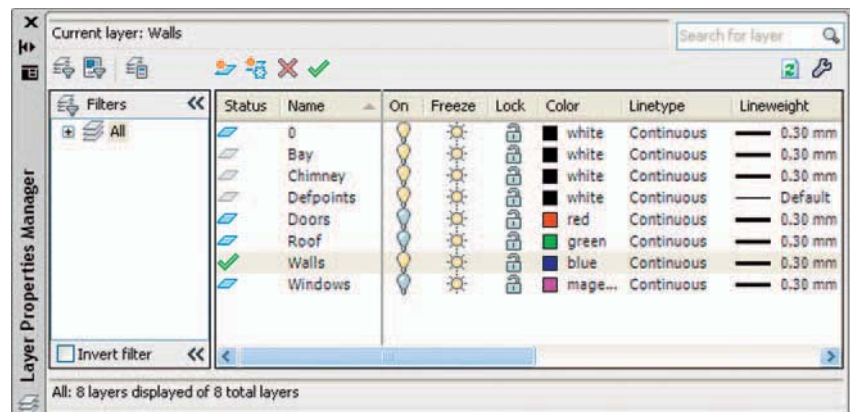 Current layer: Walls
Search for layer
Filters
Status Name On Freeze Lock Color Linetype Lineweight
All
0 white Continuous 0.30 mm
Bay white Continuous 0.30 mm
Chimney white Continuous 0.30 mm
Defpoints white Continuous Default
Doors red Continuous 0.30 mm
Roof green Continuous 0.30 mm
Walls blue Continuous 0.30 mm
Windows mage... Continuous 0.30 mm
Invert filter
All: 8 layers displayed of 8 total layers
Layer Properties Manager